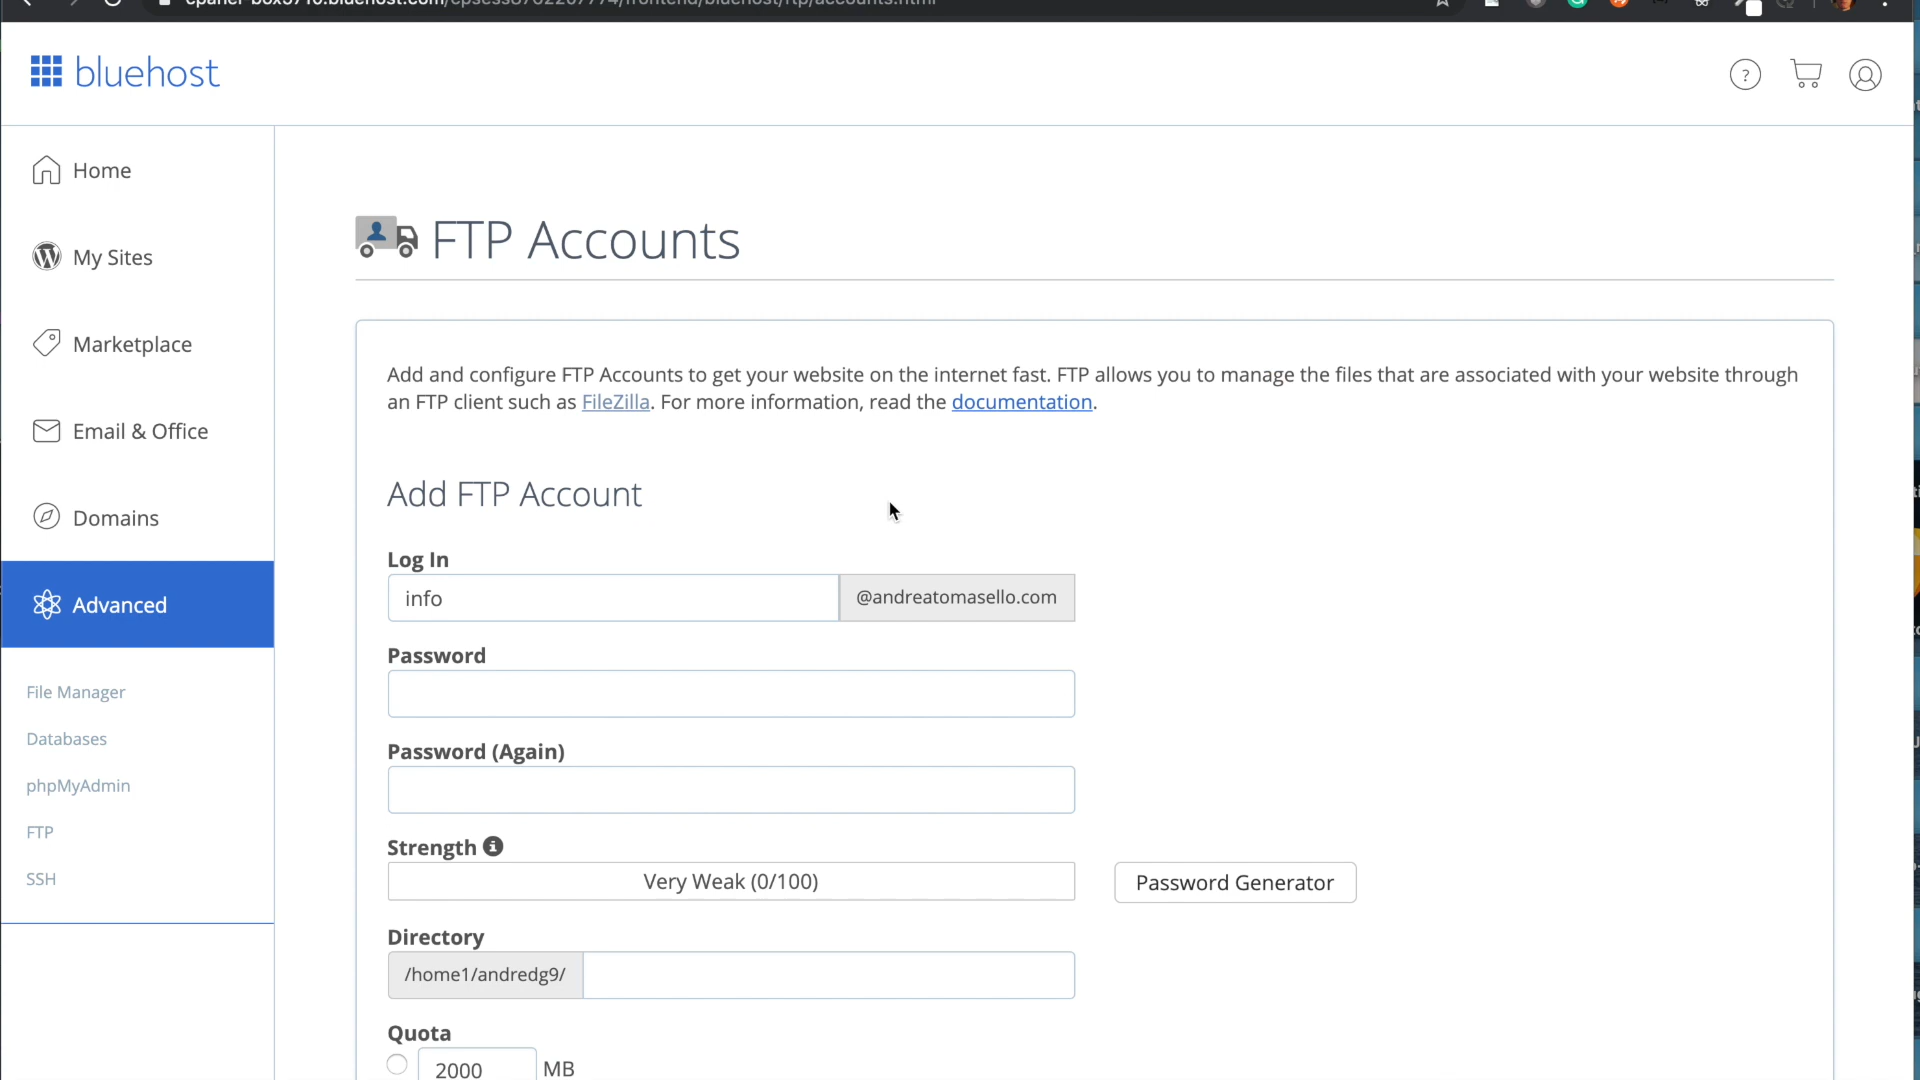 bluehost
?
Home
My Sites
Marketplace
Email & Office
Domains
Advanced
File Manager
Databases
phpMyAdmin
FTP
SSH
FTP Accounts
Add and configure FTP Accounts to get your website on the internet fast. FTP allows you to manage the files that are associated with your website through
an FTP client such as FileZilla. For more information, read the documentation.
Add FTP Account
Log In
info @andreatomasello.com
Password
Password (Again)
Strength
Very Weak (0/100) Password Generator
Directory
/home1/andredg9/
Quota
2000 MB